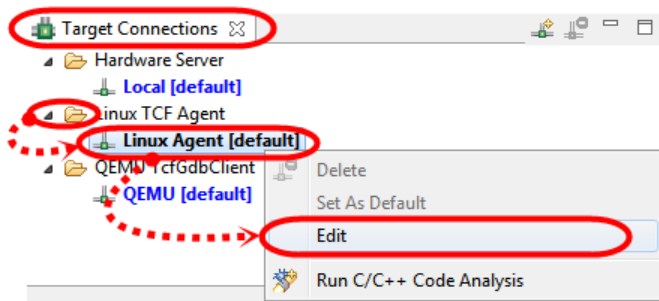 Target Connections
Hardware Server
Local [default]
Linux TCF Agent
Linux Agent [default]
QEMU TcfGdbClient
QEMU [default]
Delete
Set As Default
Edit
Run C/C++ Code Analysis